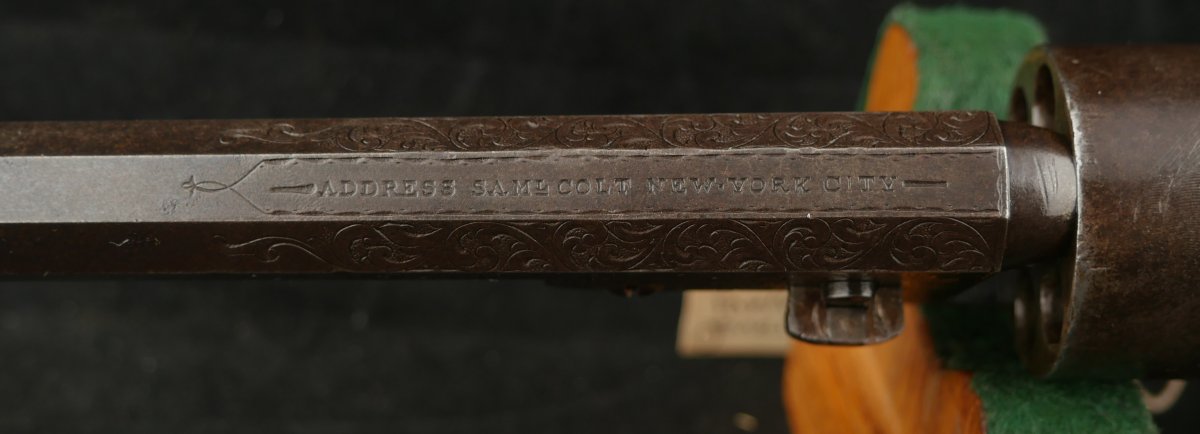 ADDRESS SAML COLT NEW-YORK CITY